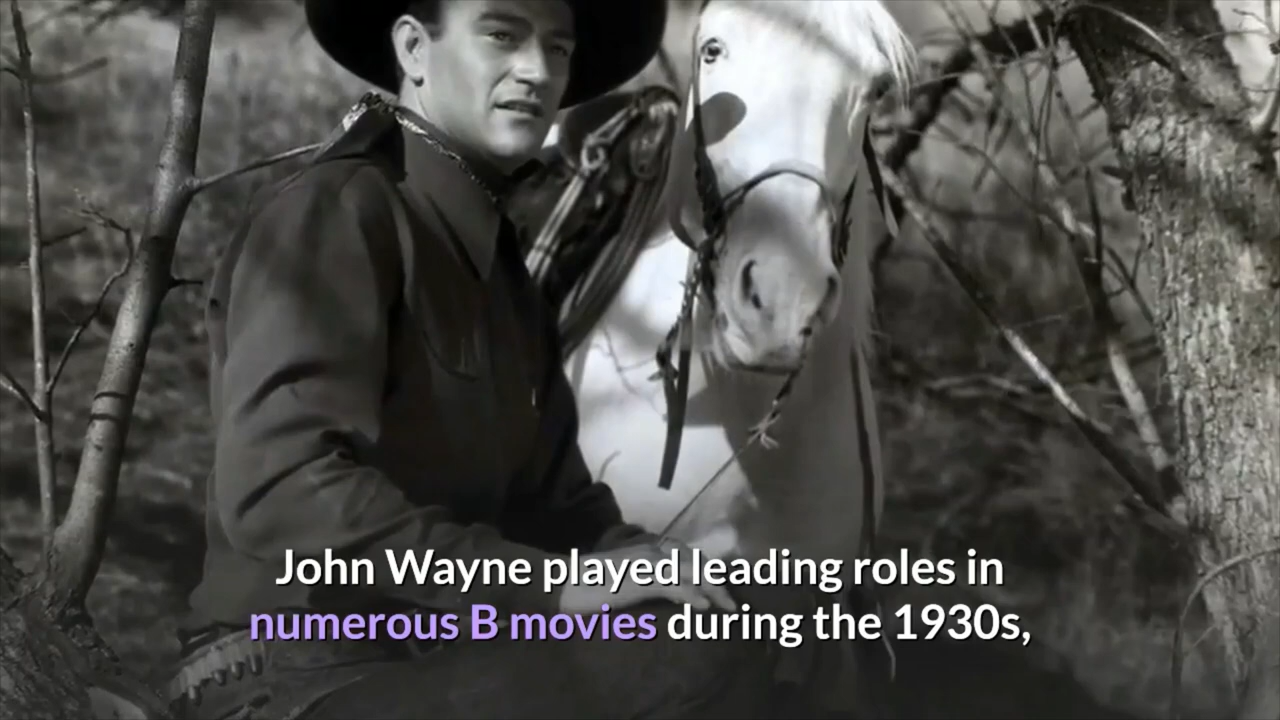 John Wayne played leading roles in
numerous B movies during the 1930s,